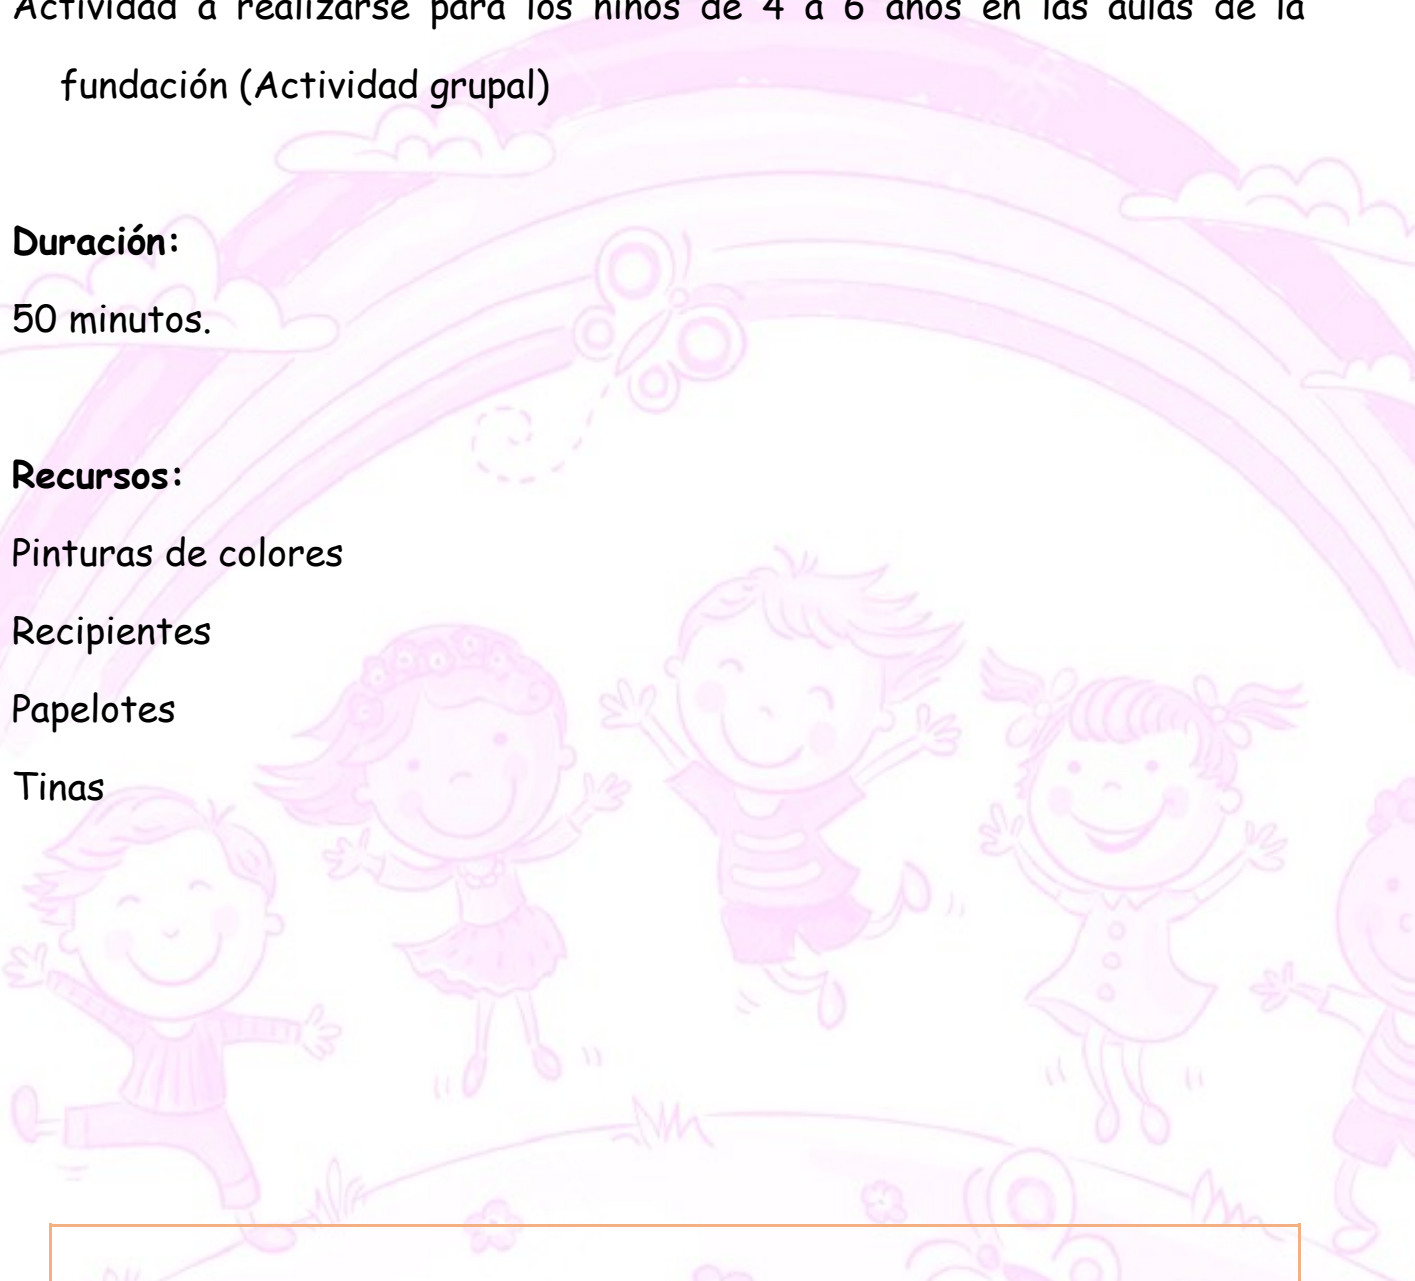 Actividad a realizarse para los niños de 4 a 6 años en las aulas de la
fundación (Actividad grupal)
Duración:
50 minutos.
Recursos:
Pinturas de colores
Recipientes
Papelotes
Tinas